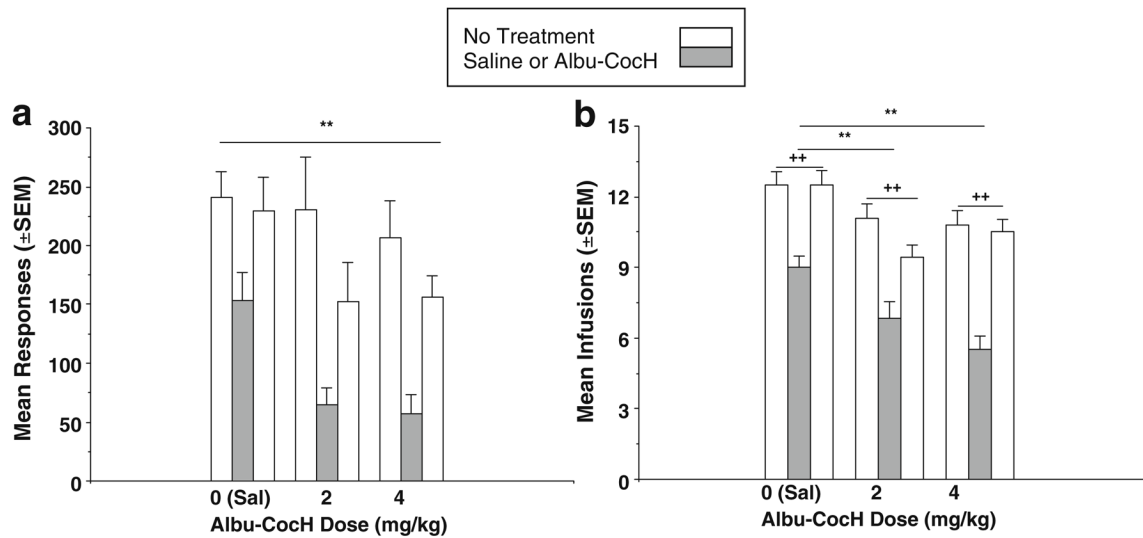 No Treatment
Saline or Albu-CocH
a
**
300
250
200
150
100
50
0
Mean Responses (±SEM)
0 (Sal) 2 4
Albu-CocH Dose (mg/kg)
b
**
**
++
++
++
15
12
9
6
3
0
Mean Infusions (±SEM)
0 (Sal) 2 4
Albu-CocH Dose (mg/kg)